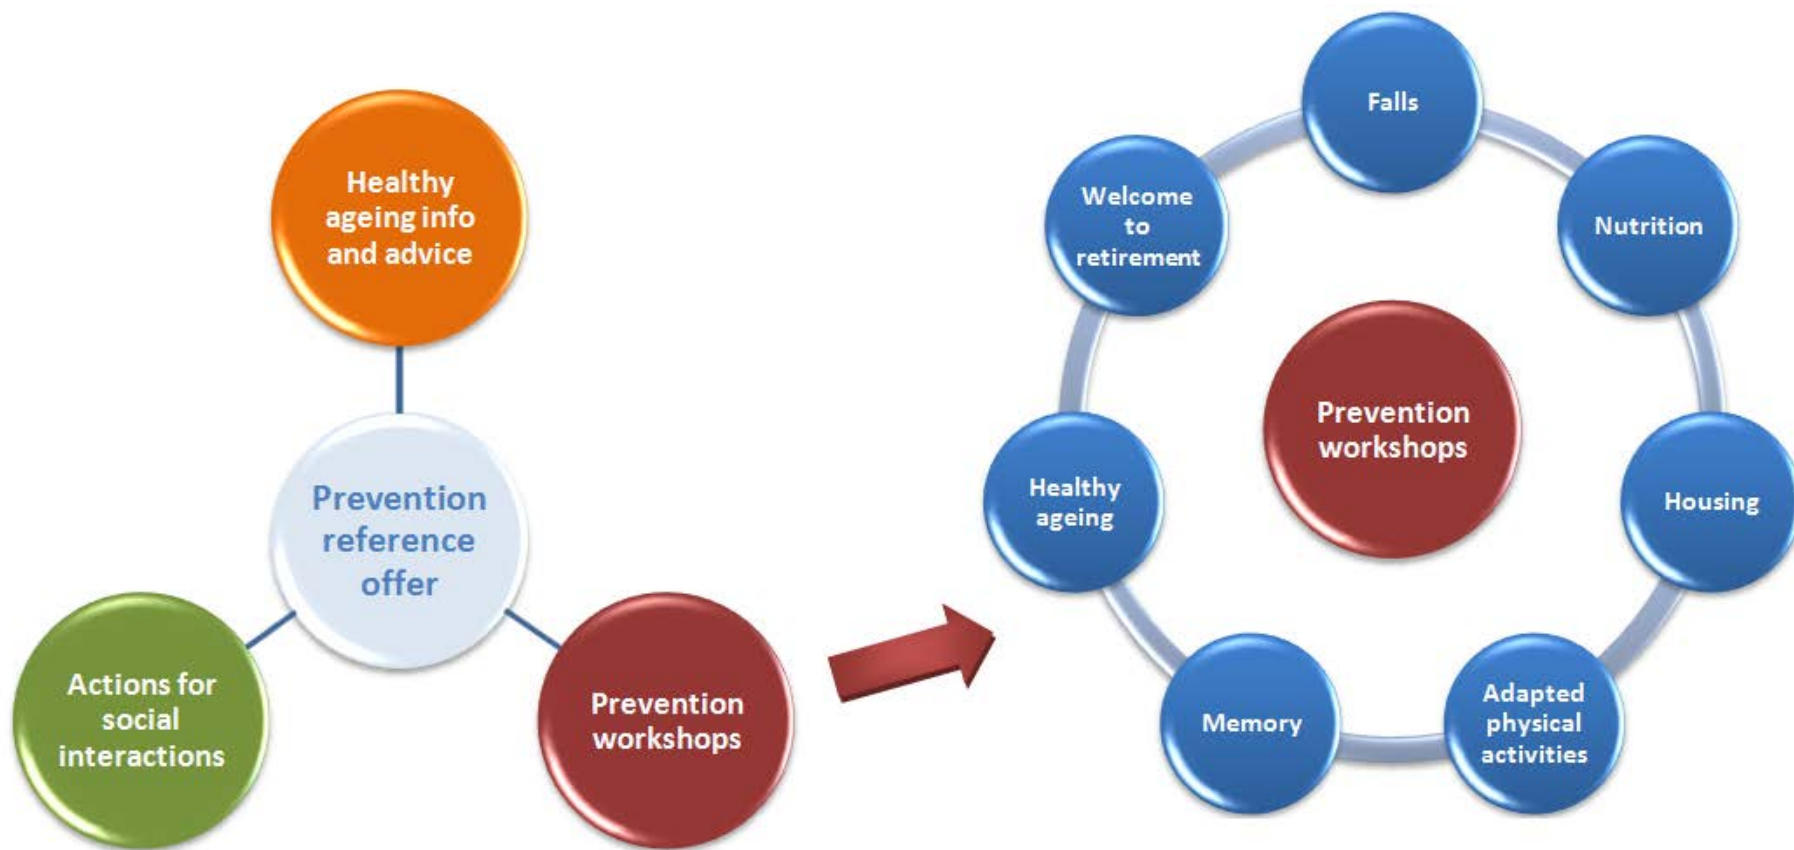 Healthy
ageing info
and advice
Prevention
reference
offer
Actions for
social
interactions
Prevention
workshops
Falls
Nutrition
Housing
Adapted
physical
activities
Memory
Healthy
ageing
Welcome
to
retirement
Prevention
workshops